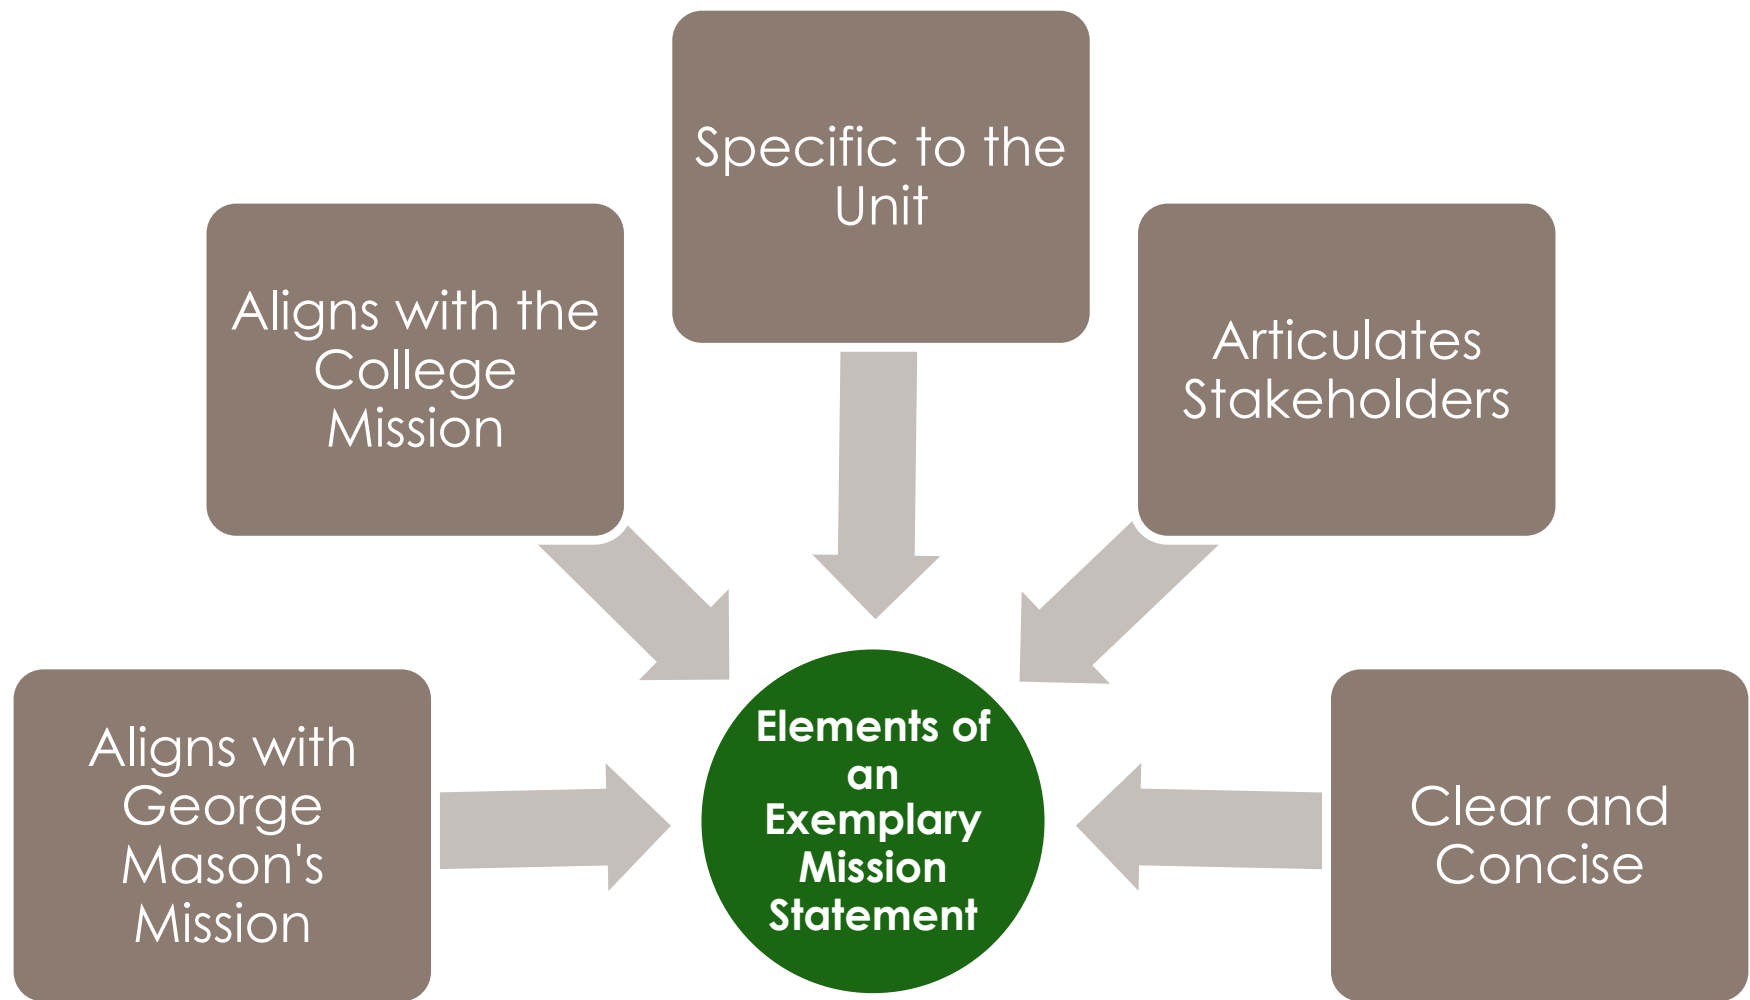 Specific to the
Unit
Aligns with the
College
Mission
Articulates
Stakeholders
Aligns with
George
Mason's
Mission
Elements of
an
Exemplary
Mission
Statement
Clear and
Concise